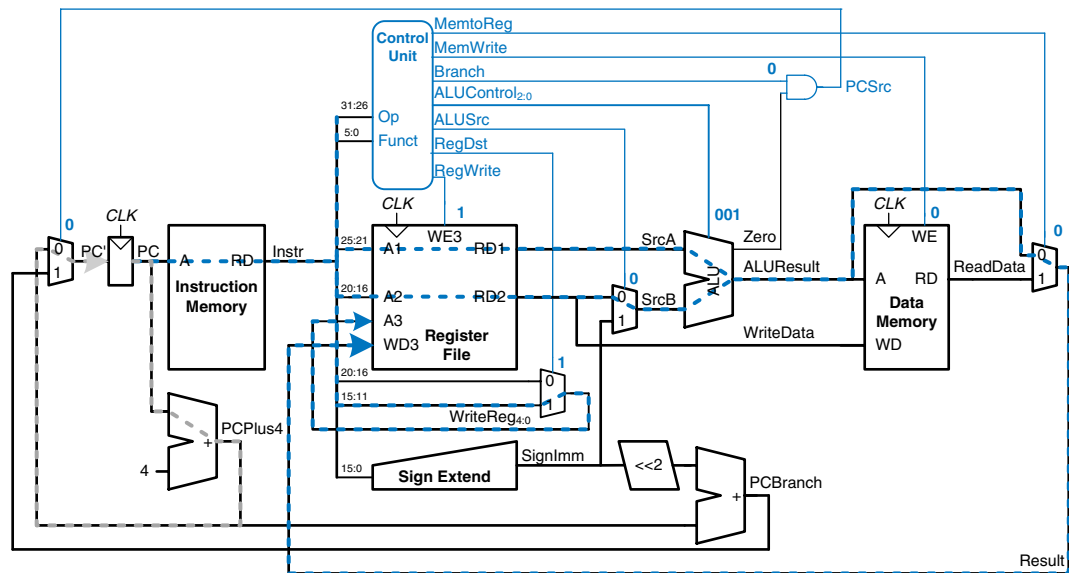 MemtoReg
Control
Unit
MemWrite
Branch
0
PCSrc
ALUControl2:0
31:26
Op
ALUSrc
5:0
Funct
RegDst
RegWrite
CLK
CLK
CLK
0
1
001
0
0
0
1
PC'
PC
A
RD
Instr
Instruction
Memory
25:21
A1
WE3
RD1
SrcA
Zero
WE
0
1
20:16
A2
RD2
0
0
1
SrcB
ALU
ALUResult
A
RD
ReadData
Data
Memory
A3
WD3
Register
File
WriteData
WD
20:16
0
1
1
15:11
WriteReg4:0
PCPlus4
+
4
15:0
Sign Extend
SignImm
<<2
+
PCBranch
Result